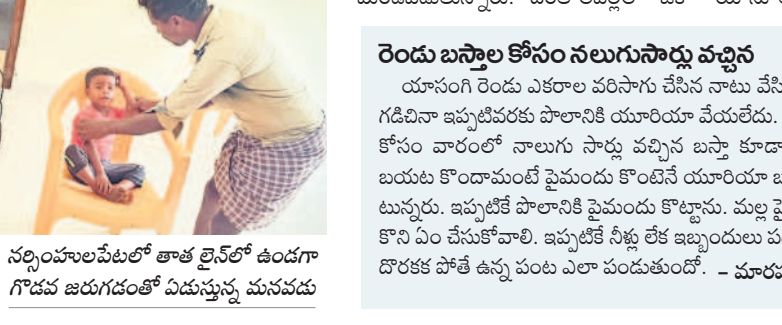 నర్సింహులపేటలో తాత లైన్‌లో ఉండగా
గొడవ జరుగడంతో ఏడుస్తున్న మనవడు
రెండు బస్తాల కోసం నలుగుసార్లు వచ్చిన
యాసంగి రెండు ఎకరాల వరిసాగు చేసిన నాటు
గడిచినా ఇప్పటివరకు పొలానికి యూరియా వేయలేదు.
కోసం వారంలో నాలుగు సార్లు వచ్చిన బస్తా కూడా
బయట కొందామంటే పైమందు కొంటెనే యూరియా
టున్నరు. ఇప్పటికే పొలానికి పైమందు కొట్టాను. మల్ల
కొని ఏం చేసుకోవాలి. ఇప్పటికే నీళ్లు లేక ఇబ్బందులు
దొరకక పోతే ఉన్న పంట ఎలా పండుతుందో. –